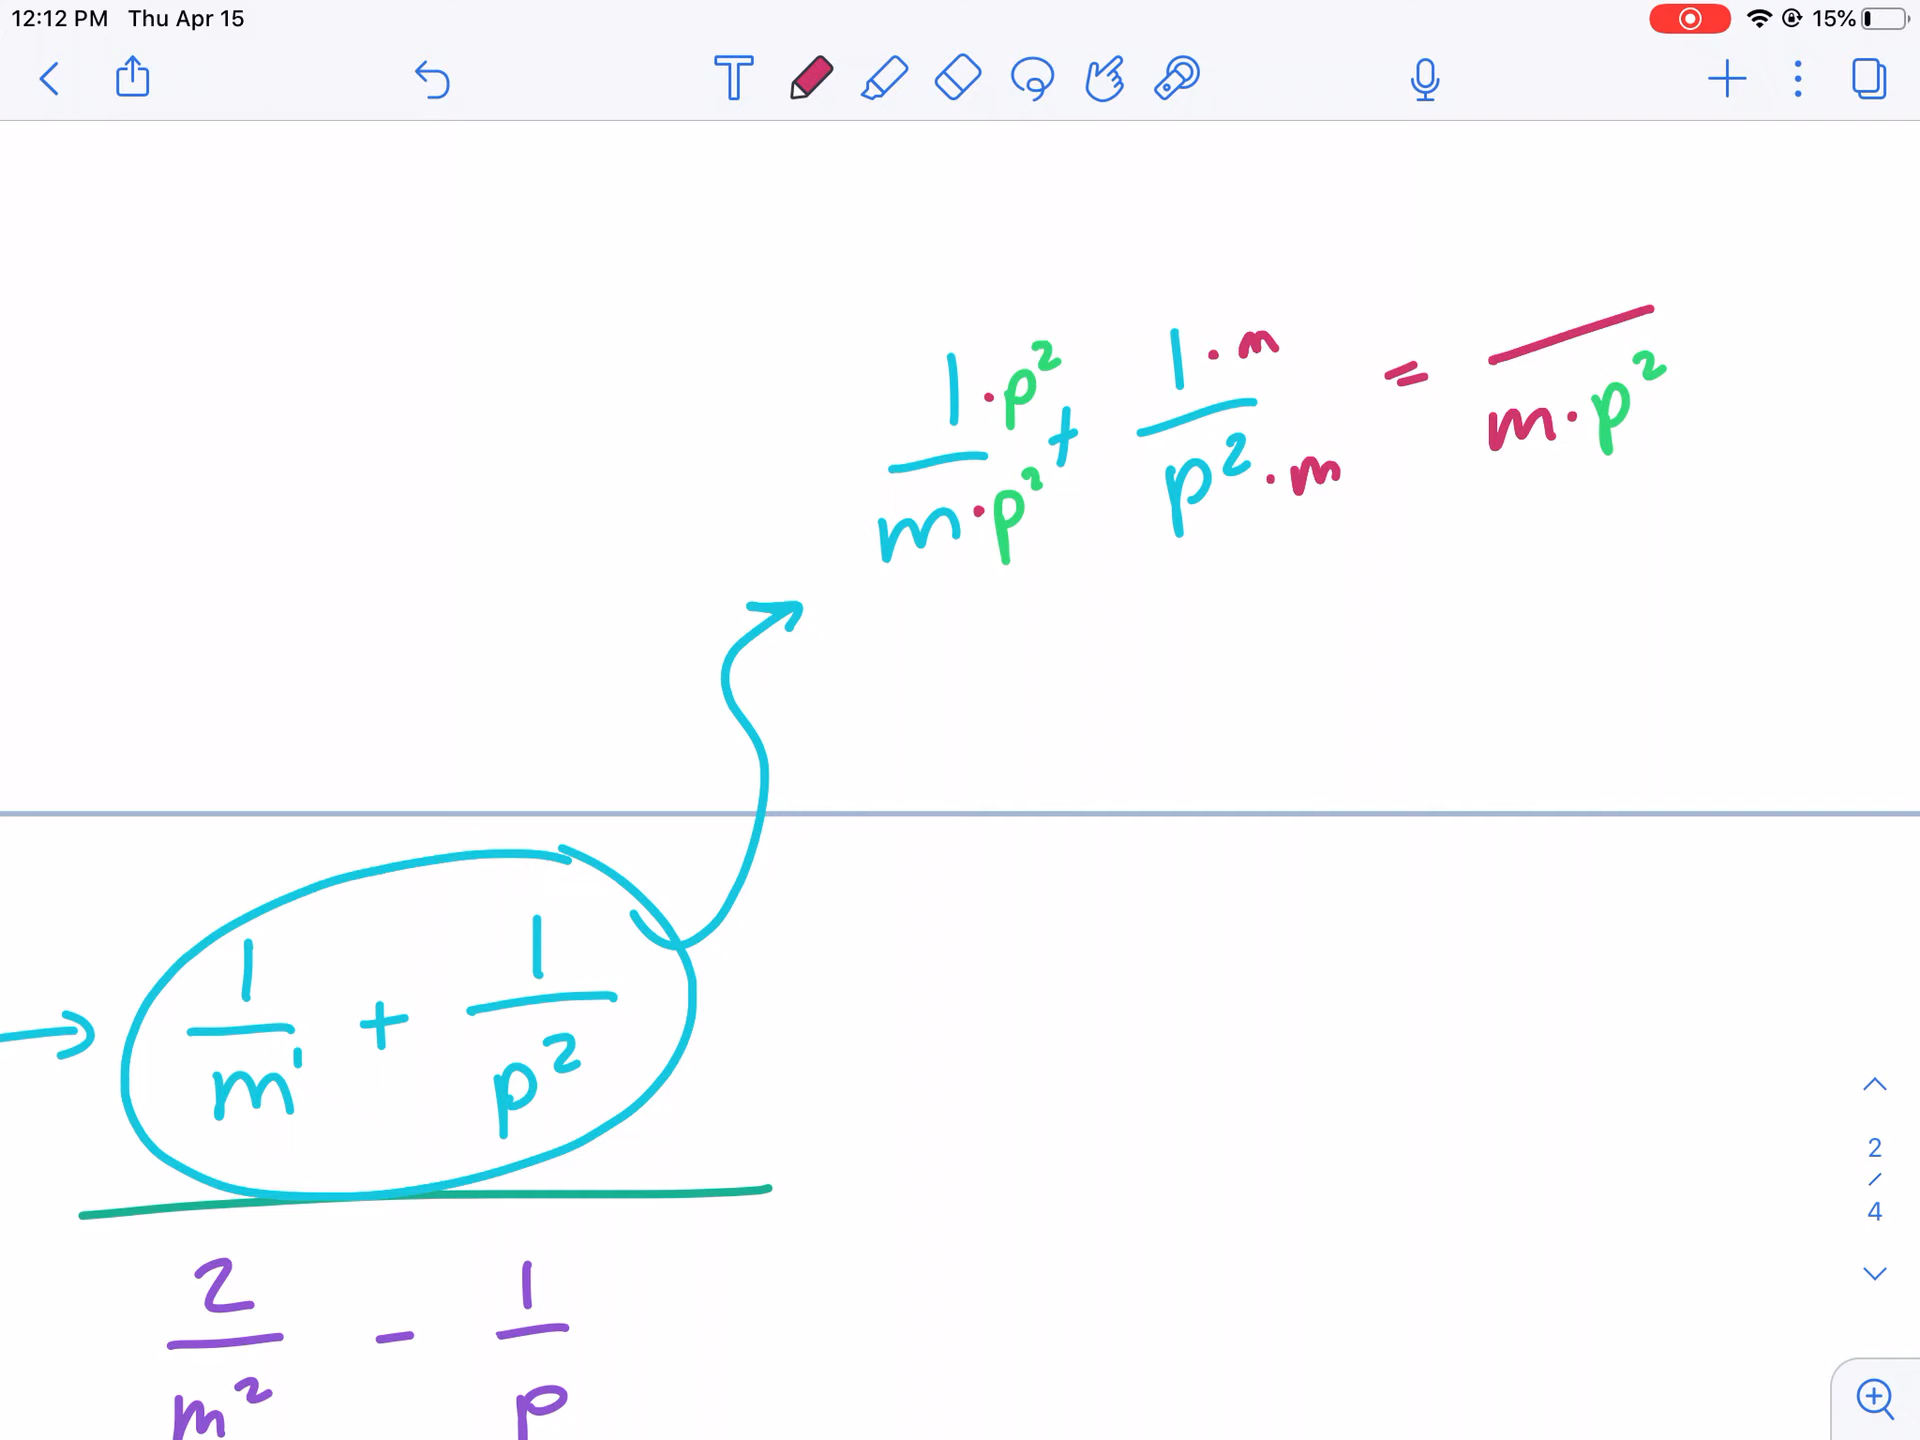 12:12 PM Thu Apr 15 15%
T
1·p² + 1·m =
m·p² p²·m m·p²
1 + 1
m¹ p²
2 - 1
m² p
2
/
4